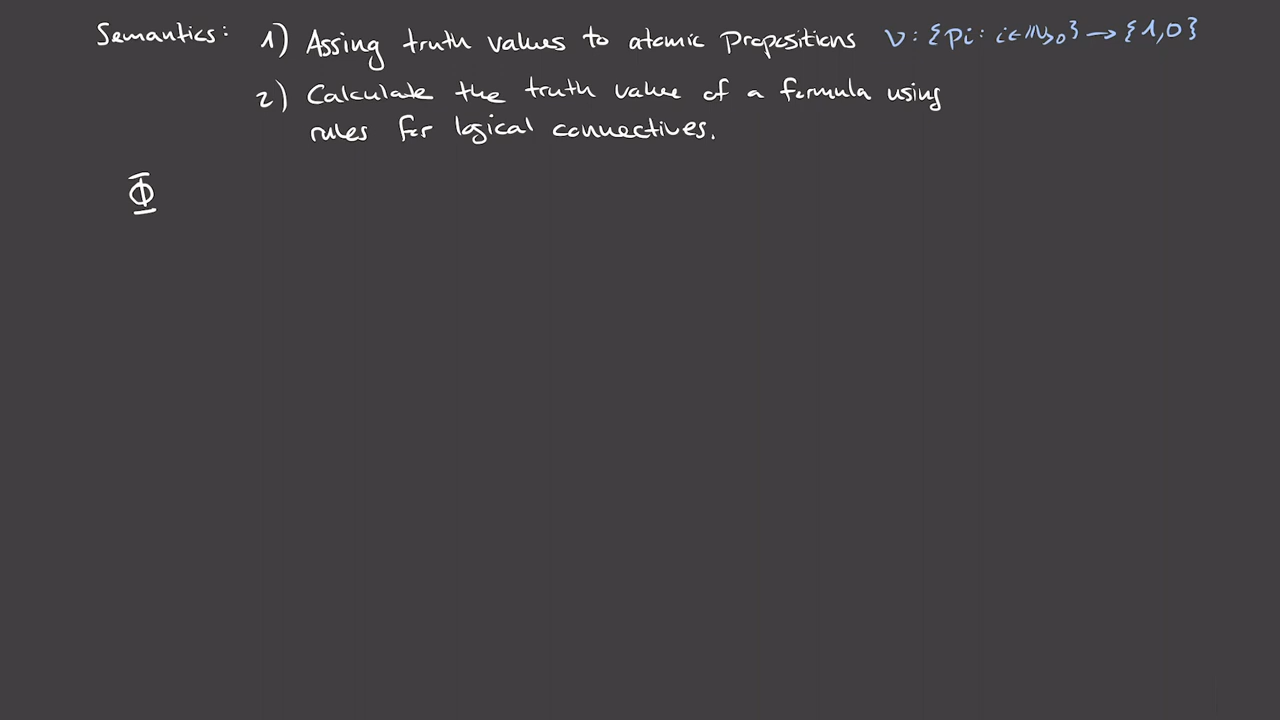 Semantics: 1) Assing truth values to atomic propositions ν: {pi: i∈ℕ>0} → {1,0}
2) Calculate the truth value of a formula using
rules for logical connectives.
Φ